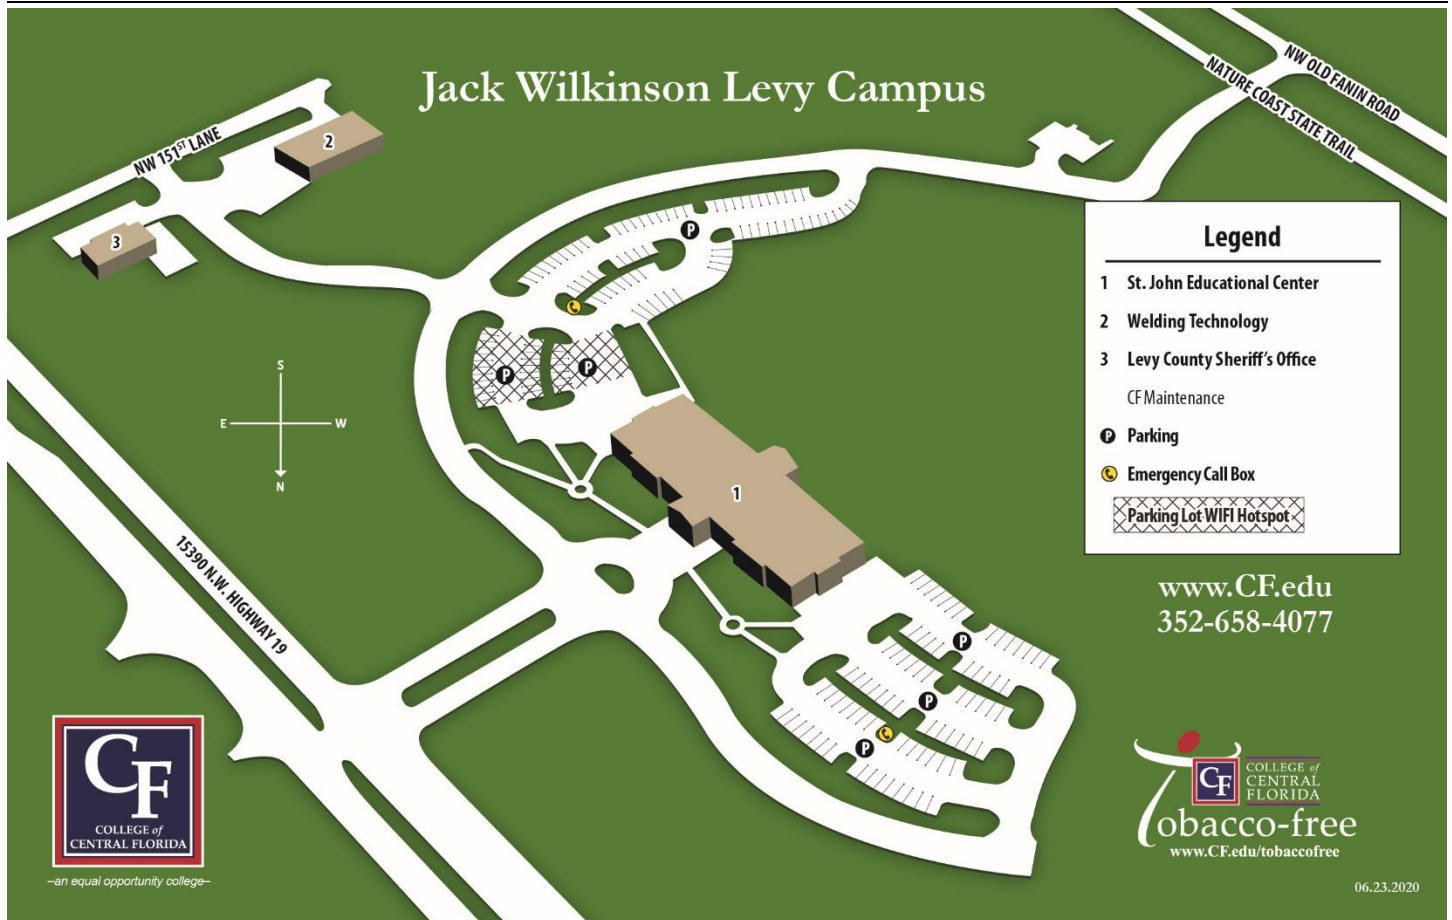 Jack Wilkinson Levy Campus
NW OLD FANIN ROAD
NATURE COAST STATE TRAIL
NW 151ST LANE
2
3
P
P
P
S
E W
N
1
15390 N.W. HIGHWAY 19
P
P
P
Legend
1 St. John Educational Center
2 Welding Technology
3 Levy County Sheriff's Office
CF Maintenance
P Parking
Emergency Call Box
Parking Lot WIFI Hotspot
www.CF.edu
352-658-4077
CF
COLLEGE of
CENTRAL FLORIDA
–an equal opportunity college–
CF
COLLEGE of
CENTRAL
FLORIDA
Tobacco-free
www.CF.edu/tobaccofree
06.23.2020